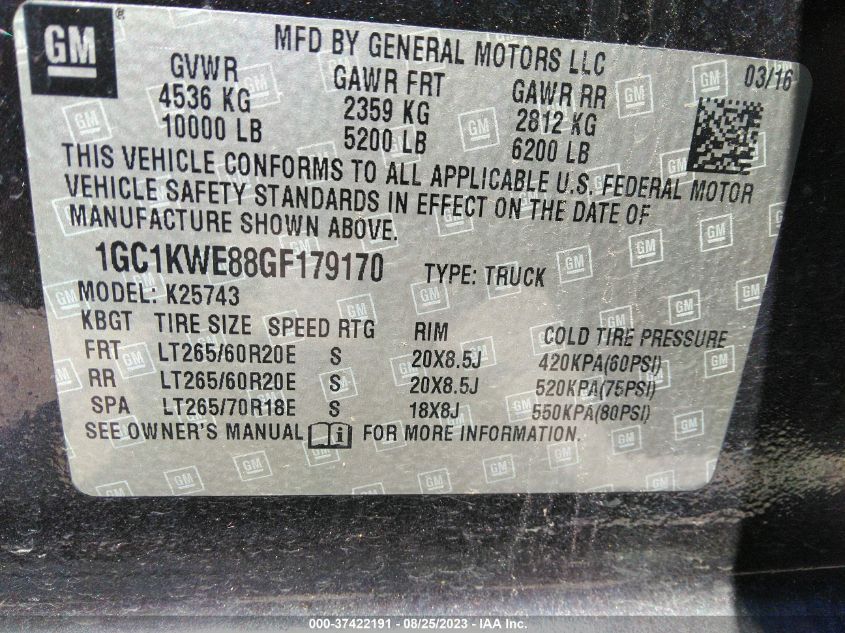 GM
®
MFD BY GENERAL MOTORS LLC
03/16
GVWR GAWR FRT GAWR RR
4536 KG 2359 KG 2812 KG
10000 LB 5200 LB 6200 LB
THIS VEHICLE CONFORMS TO ALL APPLICABLE U.S. FEDERAL MOTOR
VEHICLE SAFETY STANDARDS IN EFFECT ON THE DATE OF
MANUFACTURE SHOWN ABOVE.
1GC1KWE88GF179170 TYPE: TRUCK
MODEL: K25743
KBGT TIRE SIZE SPEED RTG RIM COLD TIRE PRESSURE
FRT LT265/60R20E S 20X8.5J 420KPA(60PSI)
RR LT265/60R20E S 20X8.5J 520KPA(75PSI)
SPA LT265/70R18E S 18X8J 550KPA(80PSI)
SEE OWNER'S MANUAL i FOR MORE INFORMATION.
000-37422191 - 08/25/2023 - IAA Inc.